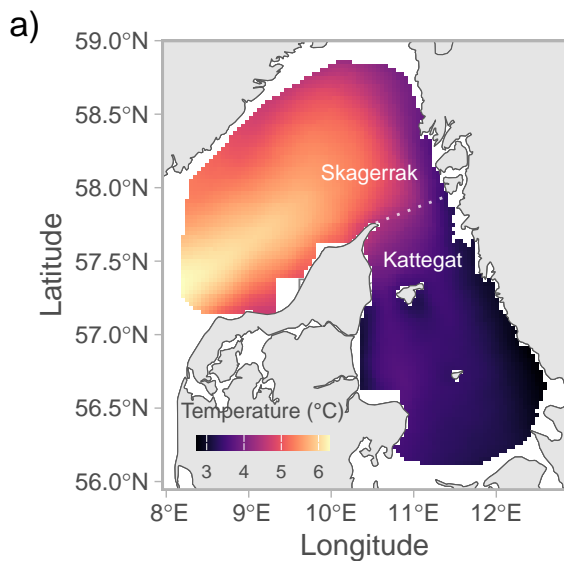 a)
59.0°N
58.5°N
58.0°N
57.5°N
57.0°N
56.5°N
56.0°N
Latitude
Skagerrak
Kattegat
Temperature (°C)
3 4 5 6
8°E 9°E 10°E 11°E 12°E
Longitude